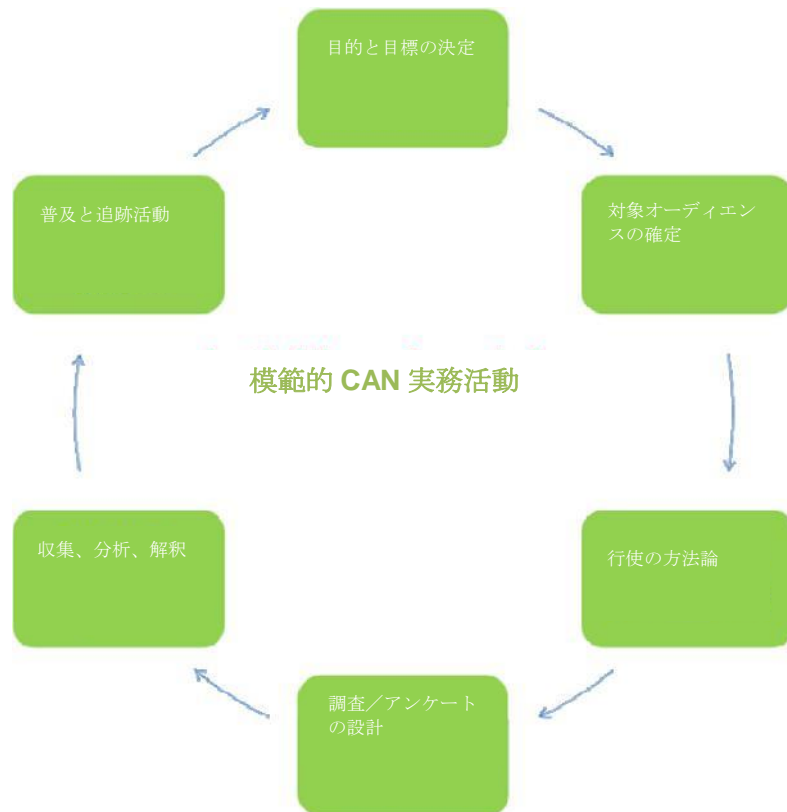 目的と目標の決定
普及と追跡活動
対象オーディエン
スの確定
模範的 CAN 実務活動
収集、分析、解釈
行使の方法論
調査／アンケート
の設計